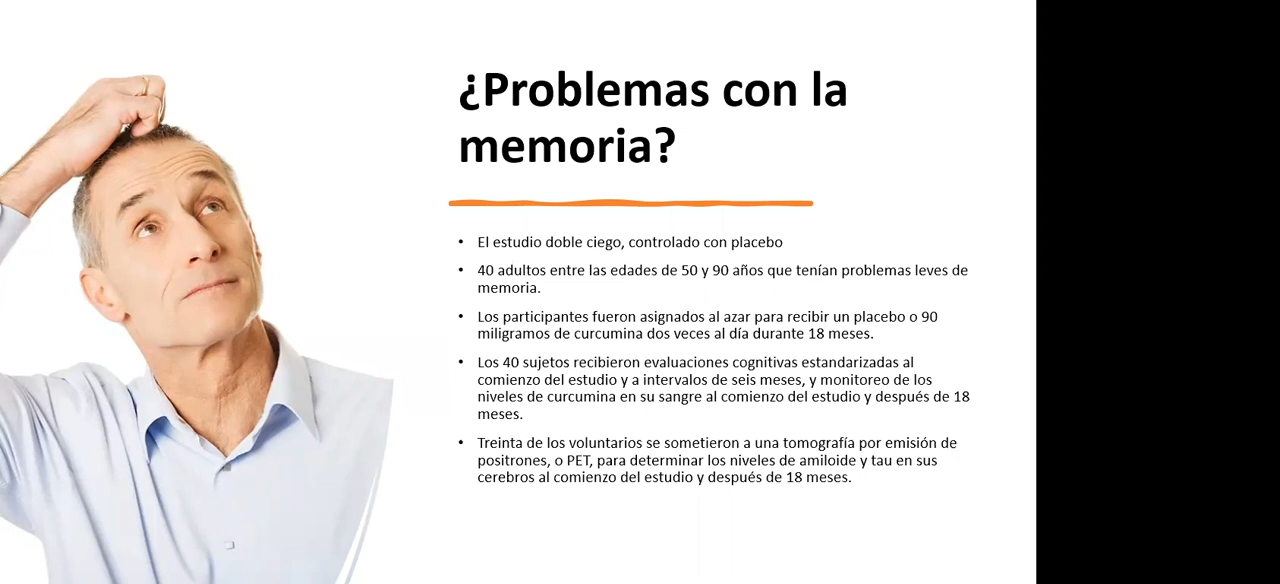 ¿Problemas con la
memoria?
• El estudio doble ciego, controlado con placebo
• 40 adultos entre las edades de 50 y 90 años que tenían problemas leves de
memoria.
• Los participantes fueron asignados al azar para recibir un placebo o 90
miligramos de curcumina dos veces al día durante 18 meses.
• Los 40 sujetos recibieron evaluaciones cognitivas estandarizadas al
comienzo del estudio y a intervalos de seis meses, y monitoreo de los
niveles de curcumina en su sangre al comienzo del estudio y después de 18
meses.
• Treinta de los voluntarios se sometieron a una tomografía por emisión de
positrones, o PET, para determinar los niveles de amiloide y tau en sus
cerebros al comienzo del estudio y después de 18 meses.